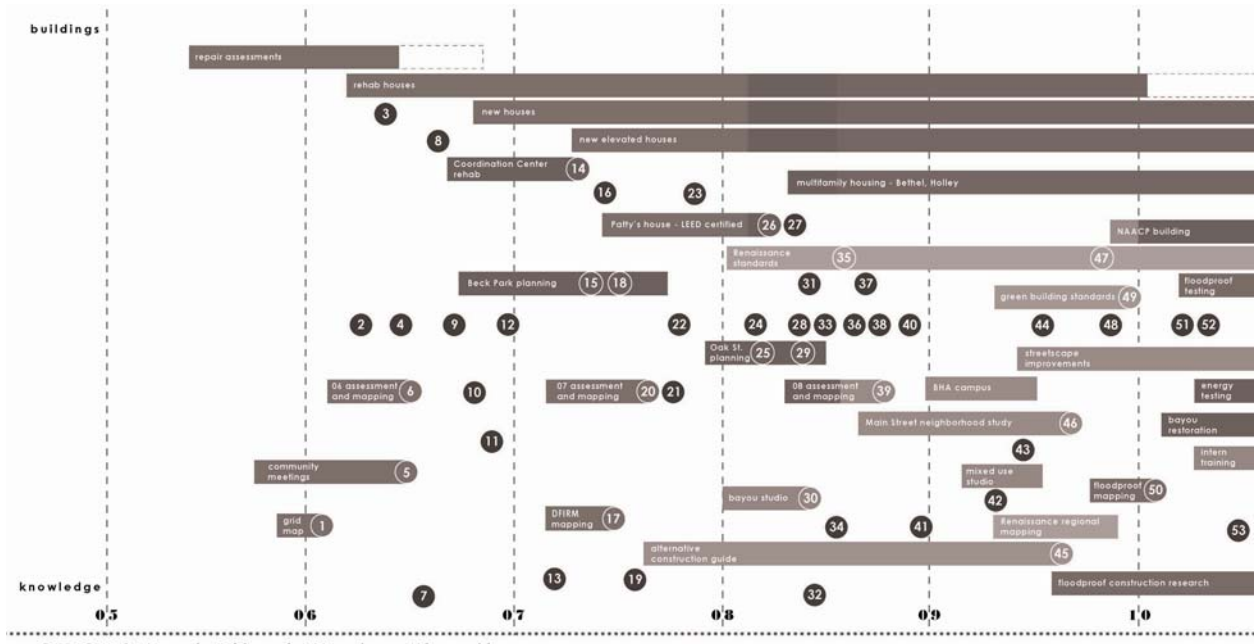 buildings
repair assessments
rehab houses
3
new houses
8
new elevated houses
Coordination Center
rehab
14
multifamily housing - Bethel, Holley
16
23
Patty's house - LEED certified
26
27
NAACP building
Renaissance
standards
35
47
Beck Park planning
15
18
31
37
floodproof
testing
green building standards
49
2
4
9
12
22
24
28
33
36
38
40
44
48
51
52
Oak St.
planning
25
29
streetscape
improvements
06 assessment
and mapping
6
10
07 assessment
and mapping
20
21
08 assessment
and mapping
39
BHA campus
energy
testing
Main Street neighborhood study
46
bayou
restoration
11
43
intern
training
community
meetings
5
mixed use
studio
floodproof
mapping
50
bayou studio
30
42
grid
map
1
DFIRM
mapping
17
34
41
Renaissance regional
mapping
53
alternative
construction guide
45
knowledge
7
13
19
32
floodproof construction research
05
06
07
08
09
10